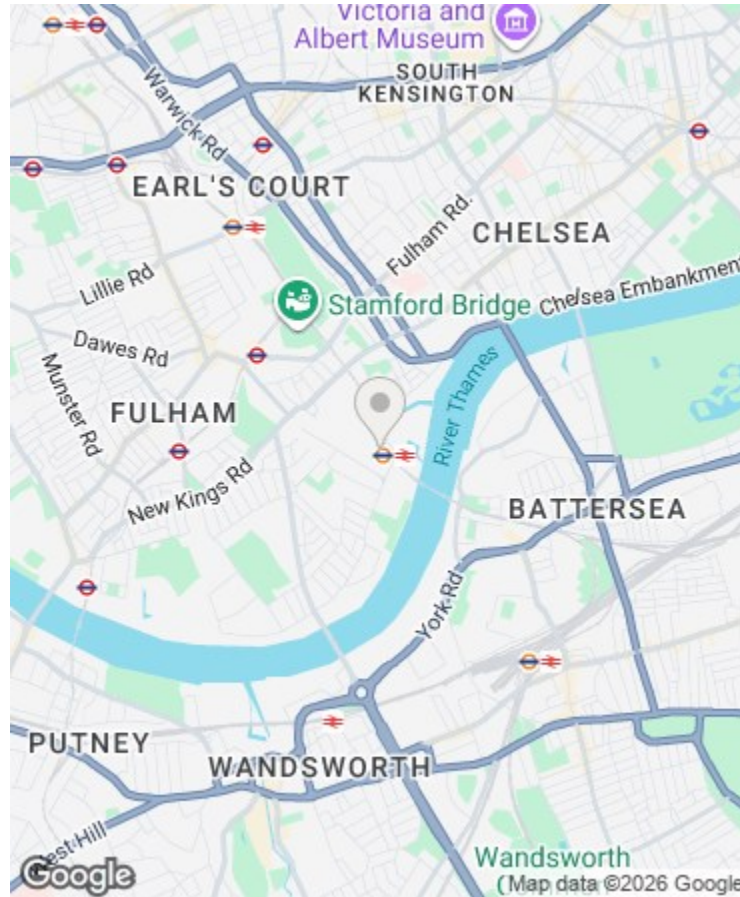 Victoria and
Albert Museum
SOUTH
KENSINGTON
Warwick Rd
EARL'S COURT
Fulham Rd.
CHELSEA
Lillie Rd
Chelsea Embankment
Stamford Bridge
Dawes Rd
Munster Rd
River Thames
FULHAM
New Kings Rd
BATTERSEA
York Rd
PUTNEY
WANDSWORTH
West Hill
Wandsworth
Google
Map data ©2026 Google